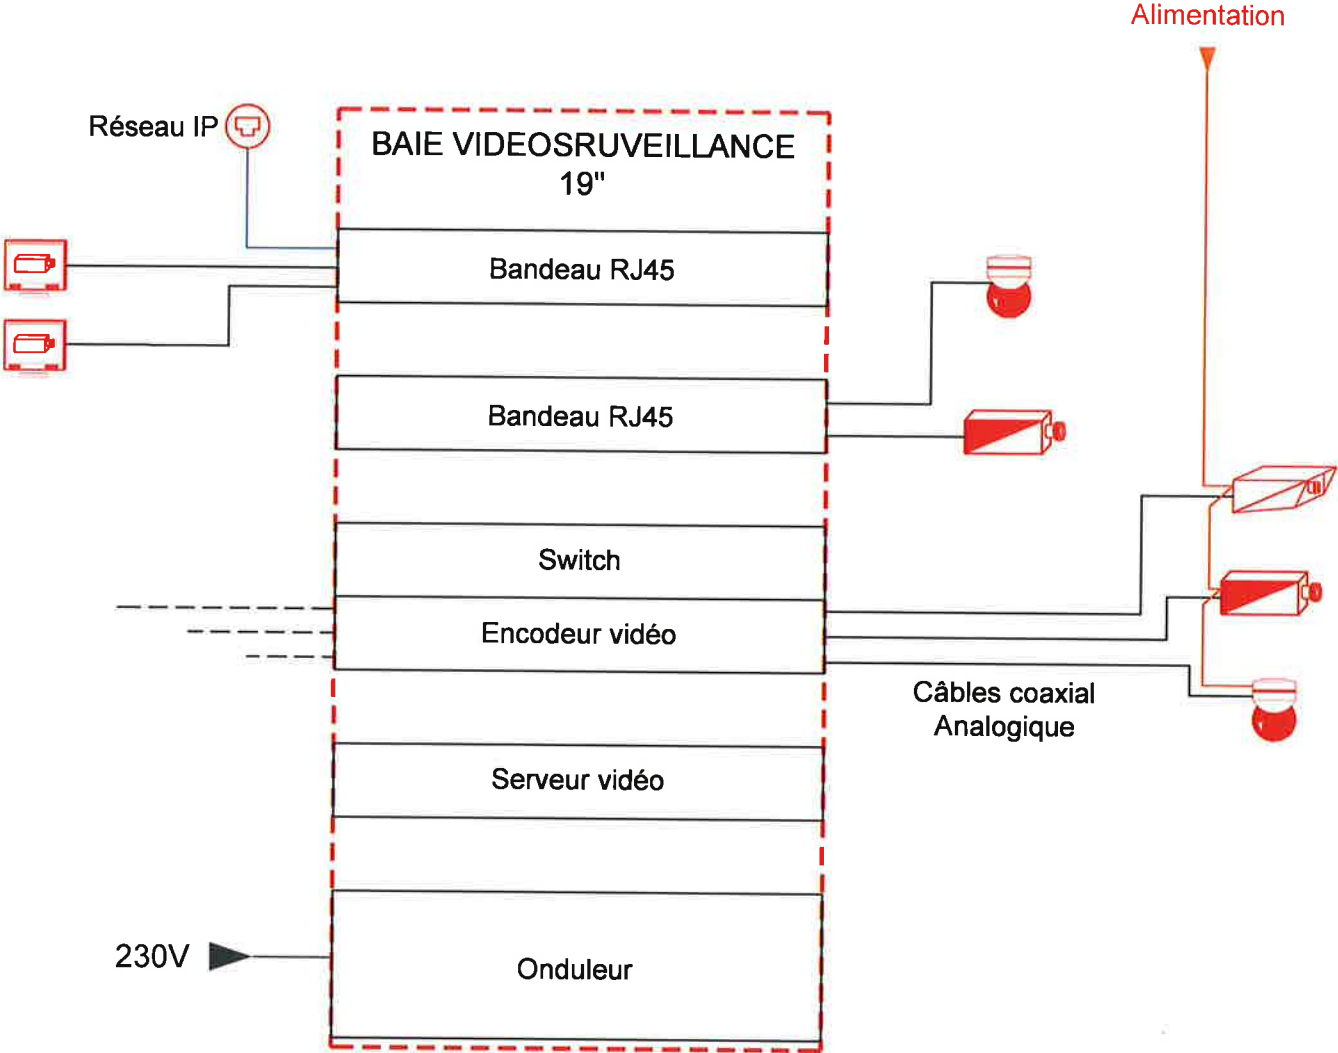 Alimentation
Réseau IP
BAIE VIDEOSRUVEILLANCE
19"
Bandeau RJ45
Bandeau RJ45
Switch
Encodeur vidéo
Câbles coaxial
Analogique
Serveur vidéo
230V
Onduleur